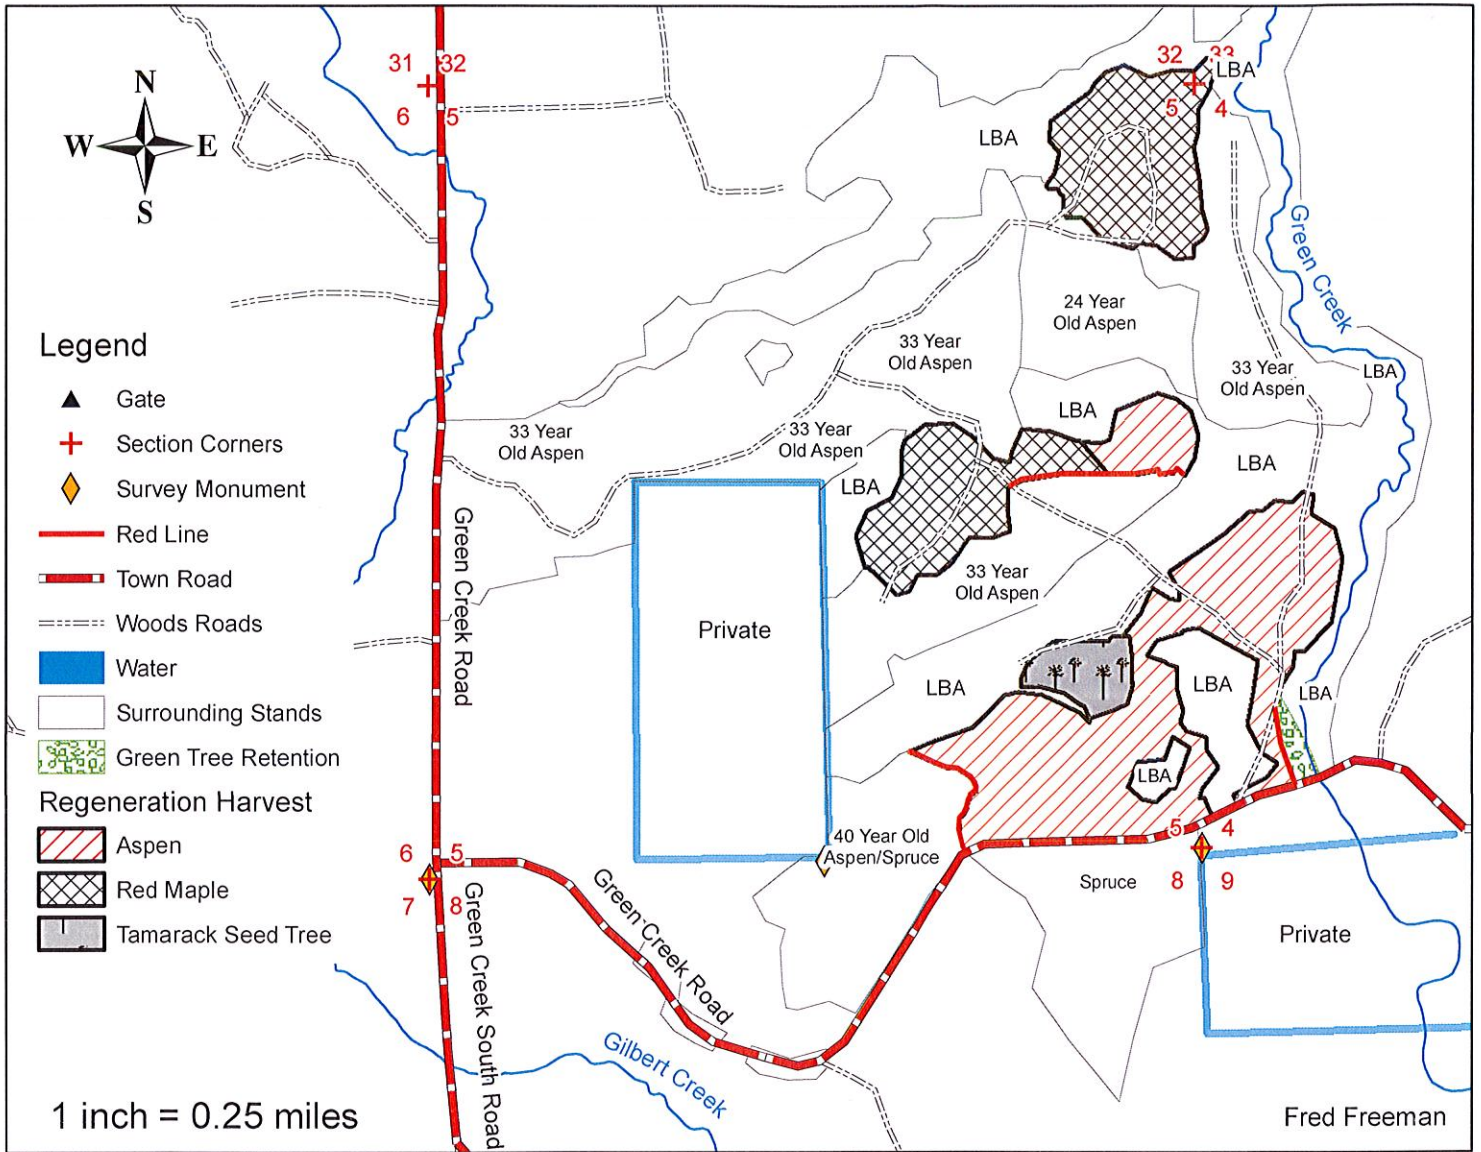 31 32
6 5
32 33
LBA
5 4
N
W E
S
LBA
Green Creek
24 Year
Old Aspen
33 Year
Old Aspen
33 Year
Old Aspen
LBA
LBA
33 Year
Old Aspen
33 Year
Old Aspen
LBA
LBA
33 Year
Old Aspen
Private
LBA
LBA
LBA
LBA
Green Creek Road
40 Year Old
Aspen/Spruce
5 4
8 9
Spruce
Private
6 5
7 8
Green Creek Road
Green Creek South Road
Gilbert Creek
Legend
Gate
Section Corners
Survey Monument
Red Line
Town Road
Woods Roads
Water
Surrounding Stands
Green Tree Retention
Regeneration Harvest
Aspen
Red Maple
Tamarack Seed Tree
1 inch = 0.25 miles
Fred Freeman